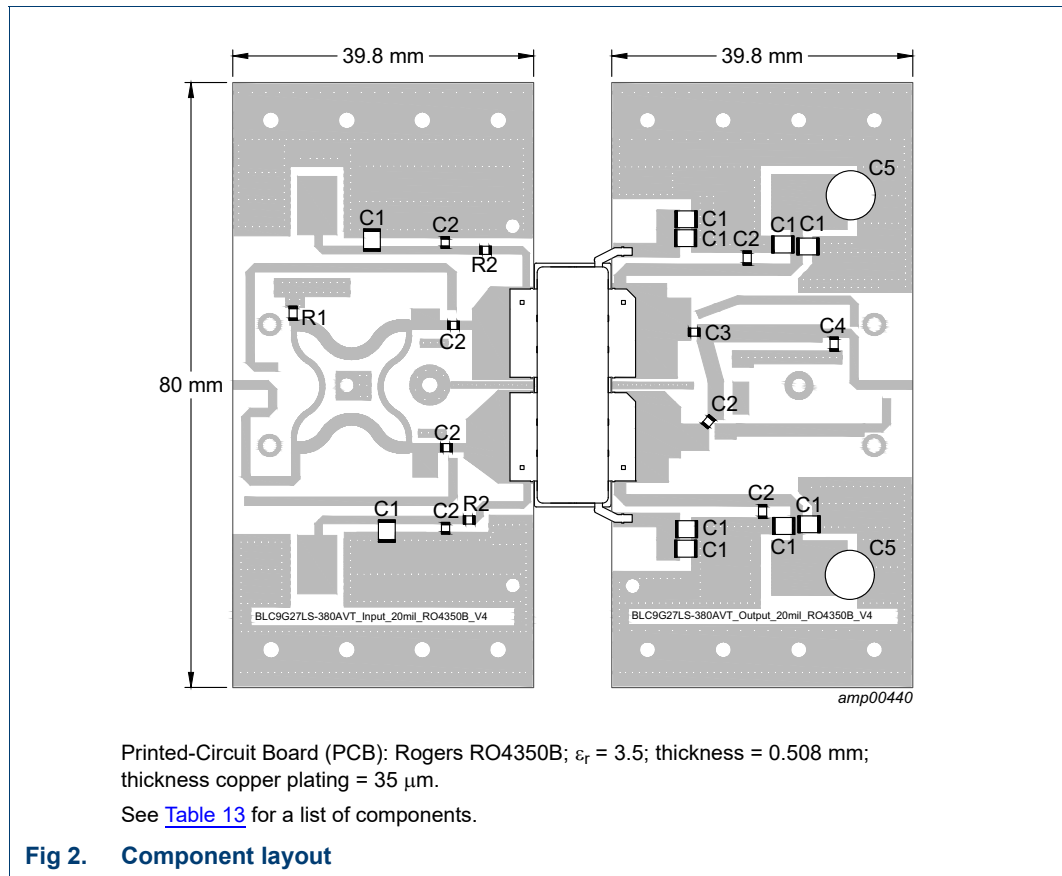 39.8 mm
39.8 mm
80 mm
C1
C2
R2
R1
C2
C2
C1
C2
R2
C1
C1
C2
C1
C1
C5
C3
C4
C2
C2
C1
C1
C1
C1
C5
BLC9G27LS-380AVT_Input_20mil_RO4350B_V4
BLC9G27LS-380AVT_Output_20mil_RO4350B_V4
amp00440
Printed-Circuit Board (PCB): Rogers RO4350B; εr = 3.5; thickness = 0.508 mm;
thickness copper plating = 35 μm.
See Table 13 for a list of components.
Fig 2. Component layout